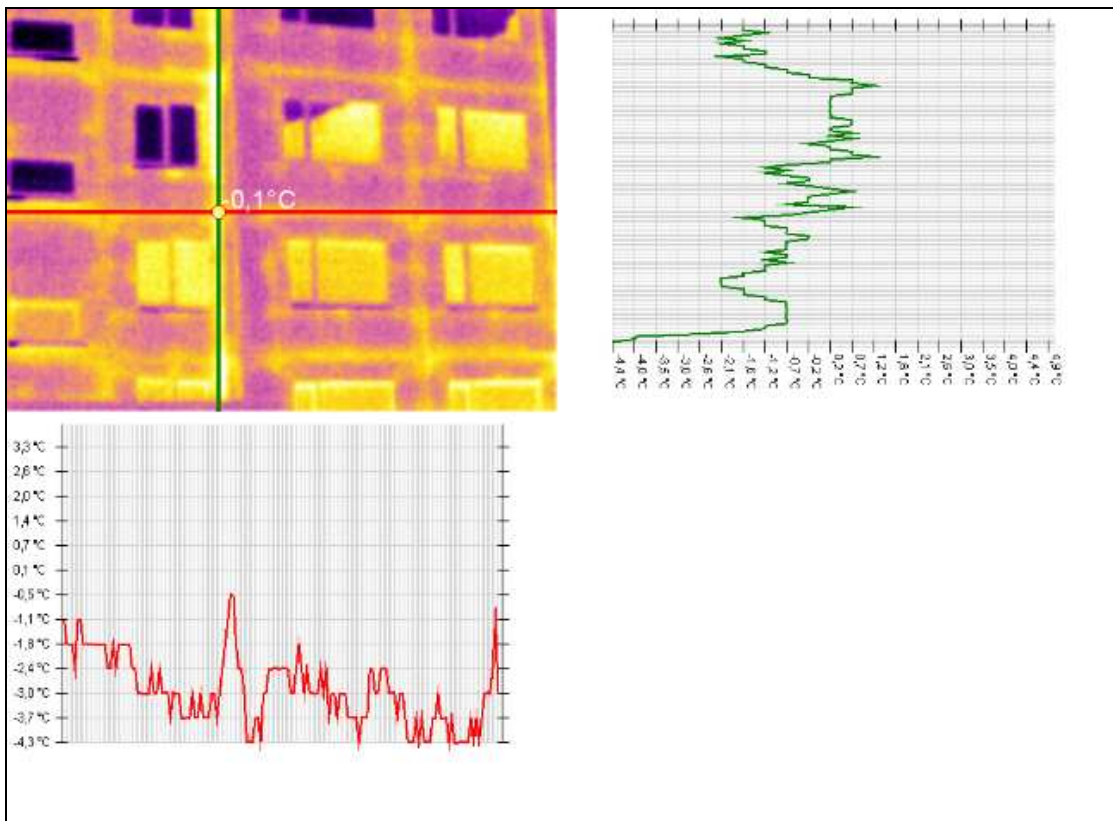 -0,1°C
-4,4 °C
-4,0 °C
-3,5 °C
-3,0 °C
-2,6 °C
-2,1 °C
-1,6 °C
-1,2 °C
-0,7 °C
-0,2 °C
0,2 °C
0,7 °C
1,2 °C
1,6 °C
2,1 °C
2,6 °C
3,0 °C
3,5 °C
4,0 °C
4,4 °C
4,9 °C
3,3 °C
2,6 °C
2,0 °C
1,4 °C
0,7 °C
0,1 °C
-0,5 °C
-1,1 °C
-1,8 °C
-2,4 °C
-3,0 °C
-3,7 °C
-4,3 °C